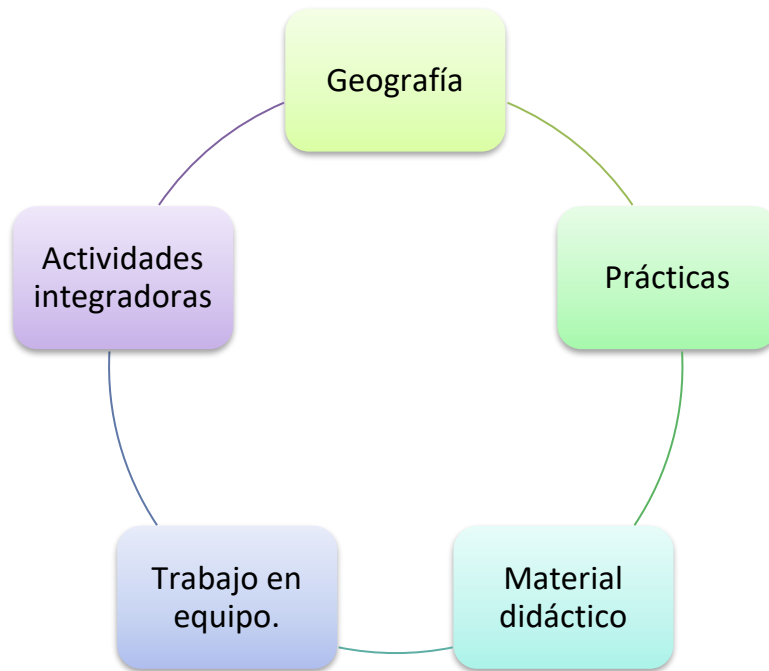 Geografía
Prácticas
Material
didáctico
Trabajo en
equipo.
Actividades
integradoras